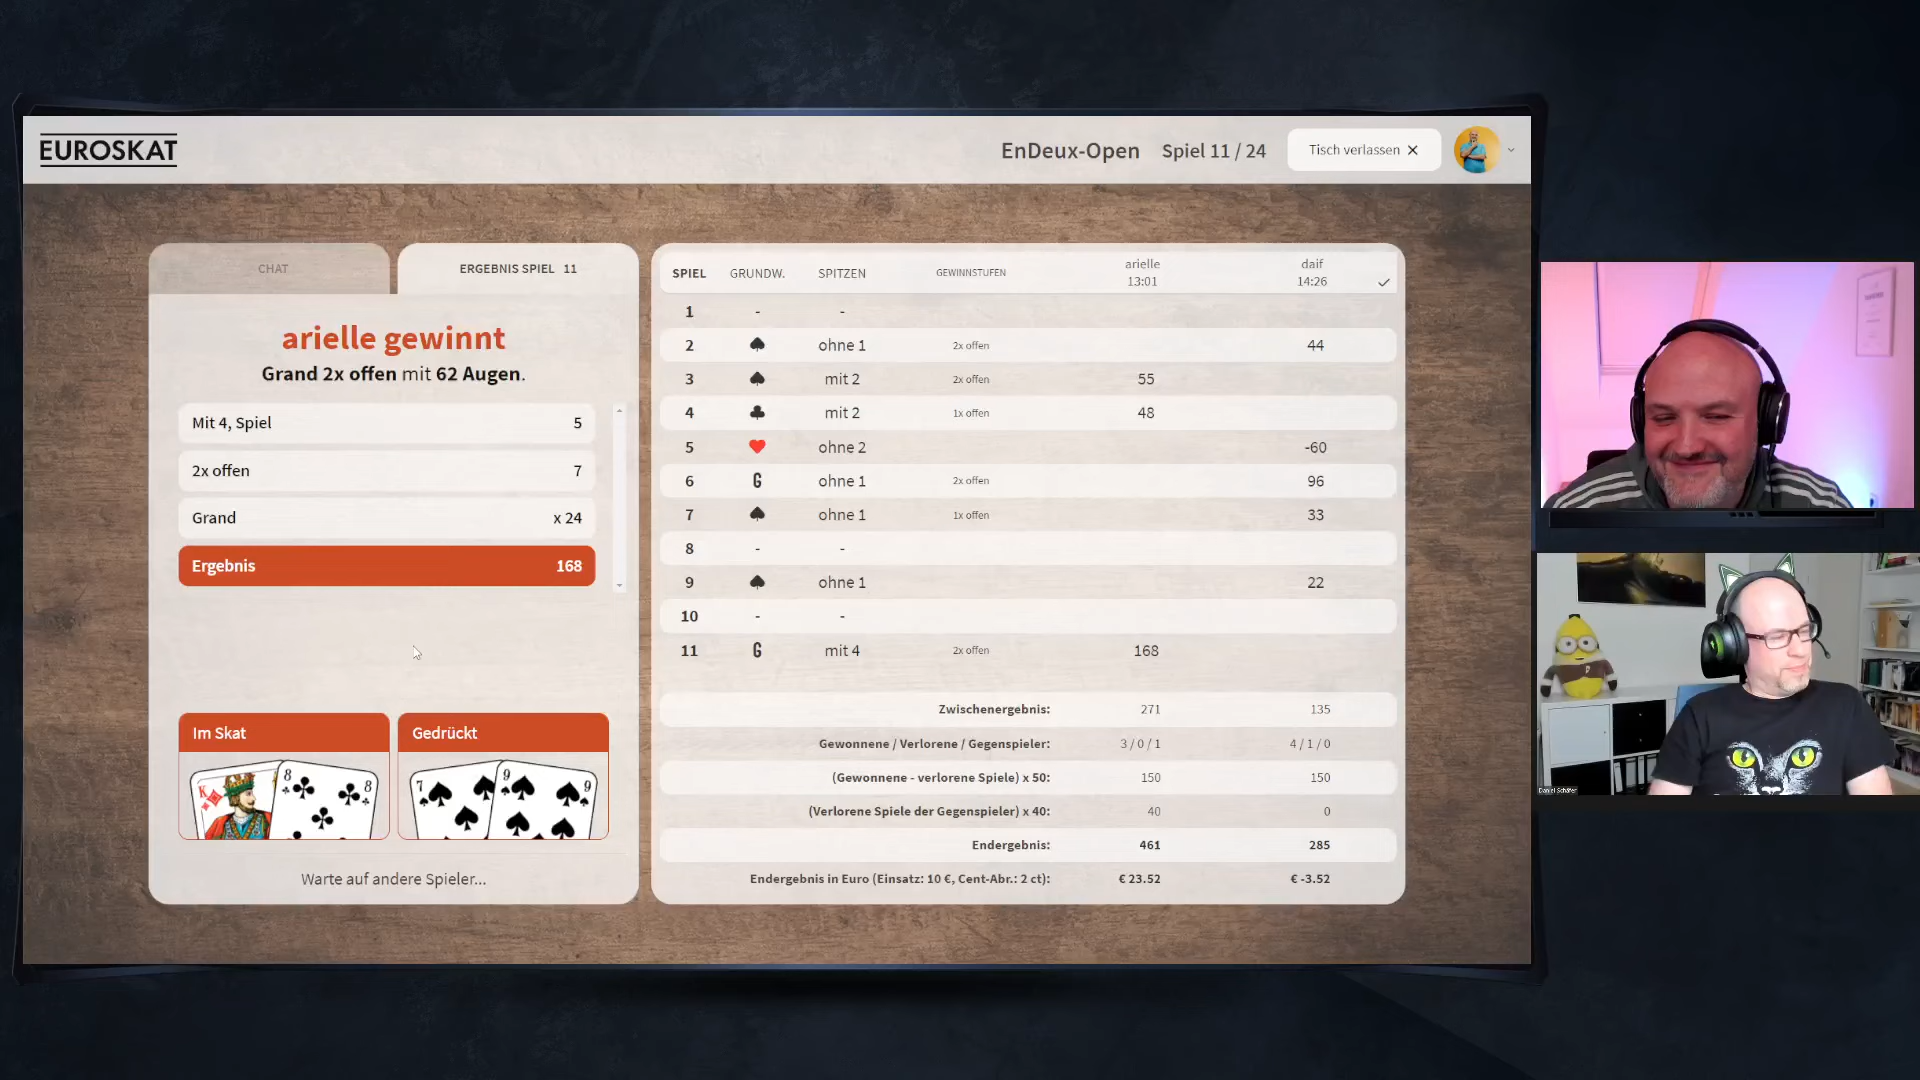 EUROSKAT
EnDeux-Open Spiel 11 / 24 Tisch verlassen ✕
CHAT
ERGEBNIS SPIEL 11
arielle gewinnt
Grand 2x offen mit 62 Augen.
Mit 4, Spiel 5
2x offen 7
Grand x 24
Ergebnis 168
Im Skat
Gedrückt
K 8 8
7 9 9
Warte auf andere Spieler...
SPIEL GRUNDW. SPITZEN GEWINNSTUFEN arielle 13:01 daif 14:26
1 - -
2 ♠ ohne 1 2x offen 44
3 ♠ mit 2 2x offen 55
4 ♣ mit 2 1x offen 48
5 ♥ ohne 2 -60
6 G ohne 1 2x offen 96
7 ♠ ohne 1 1x offen 33
8 - -
9 ♠ ohne 1 22
10 - -
11 G mit 4 2x offen 168
Zwischenergebnis: 271 135
Gewonnene / Verlorene / Gegenspieler: 3 / 0 / 1 4 / 1 / 0
(Gewonnene - verlorene Spiele) x 50: 150 150
(Verlorene Spiele der Gegenspieler) x 40: 40 0
Endergebnis: 461 285
Endergebnis in Euro (Einsatz: 10 €, Cent-Abr.: 2 ct): € 23.52 € -3.52
Daniel Schäfer